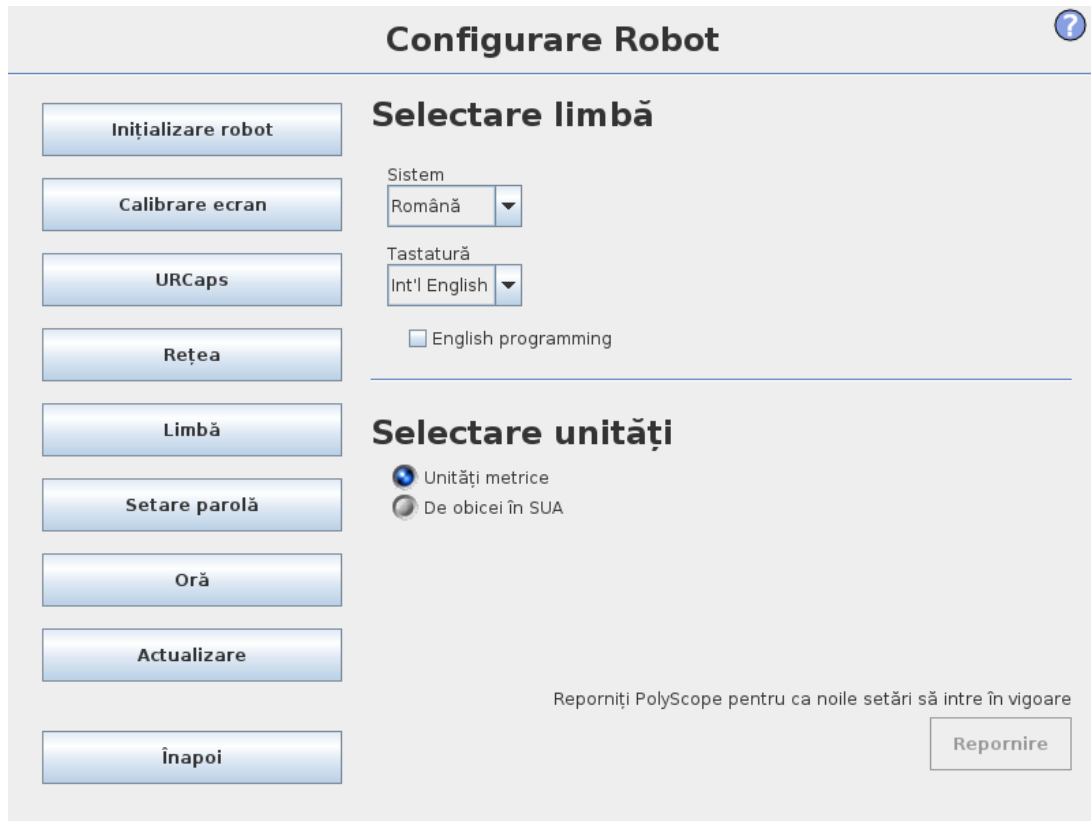 Configurare Robot
?
Inițializare robot
Calibrare ecran
URCaps
Rețea
Limbă
Setare parolă
Oră
Actualizare
Înapoi
Selectare limbă
Sistem
Română
Tastatură
Int'l English
English programming
Selectare unități
Unități metrice
De obicei în SUA
Reporniți PolyScope pentru ca noile setări să intre în vigoare
Repornire